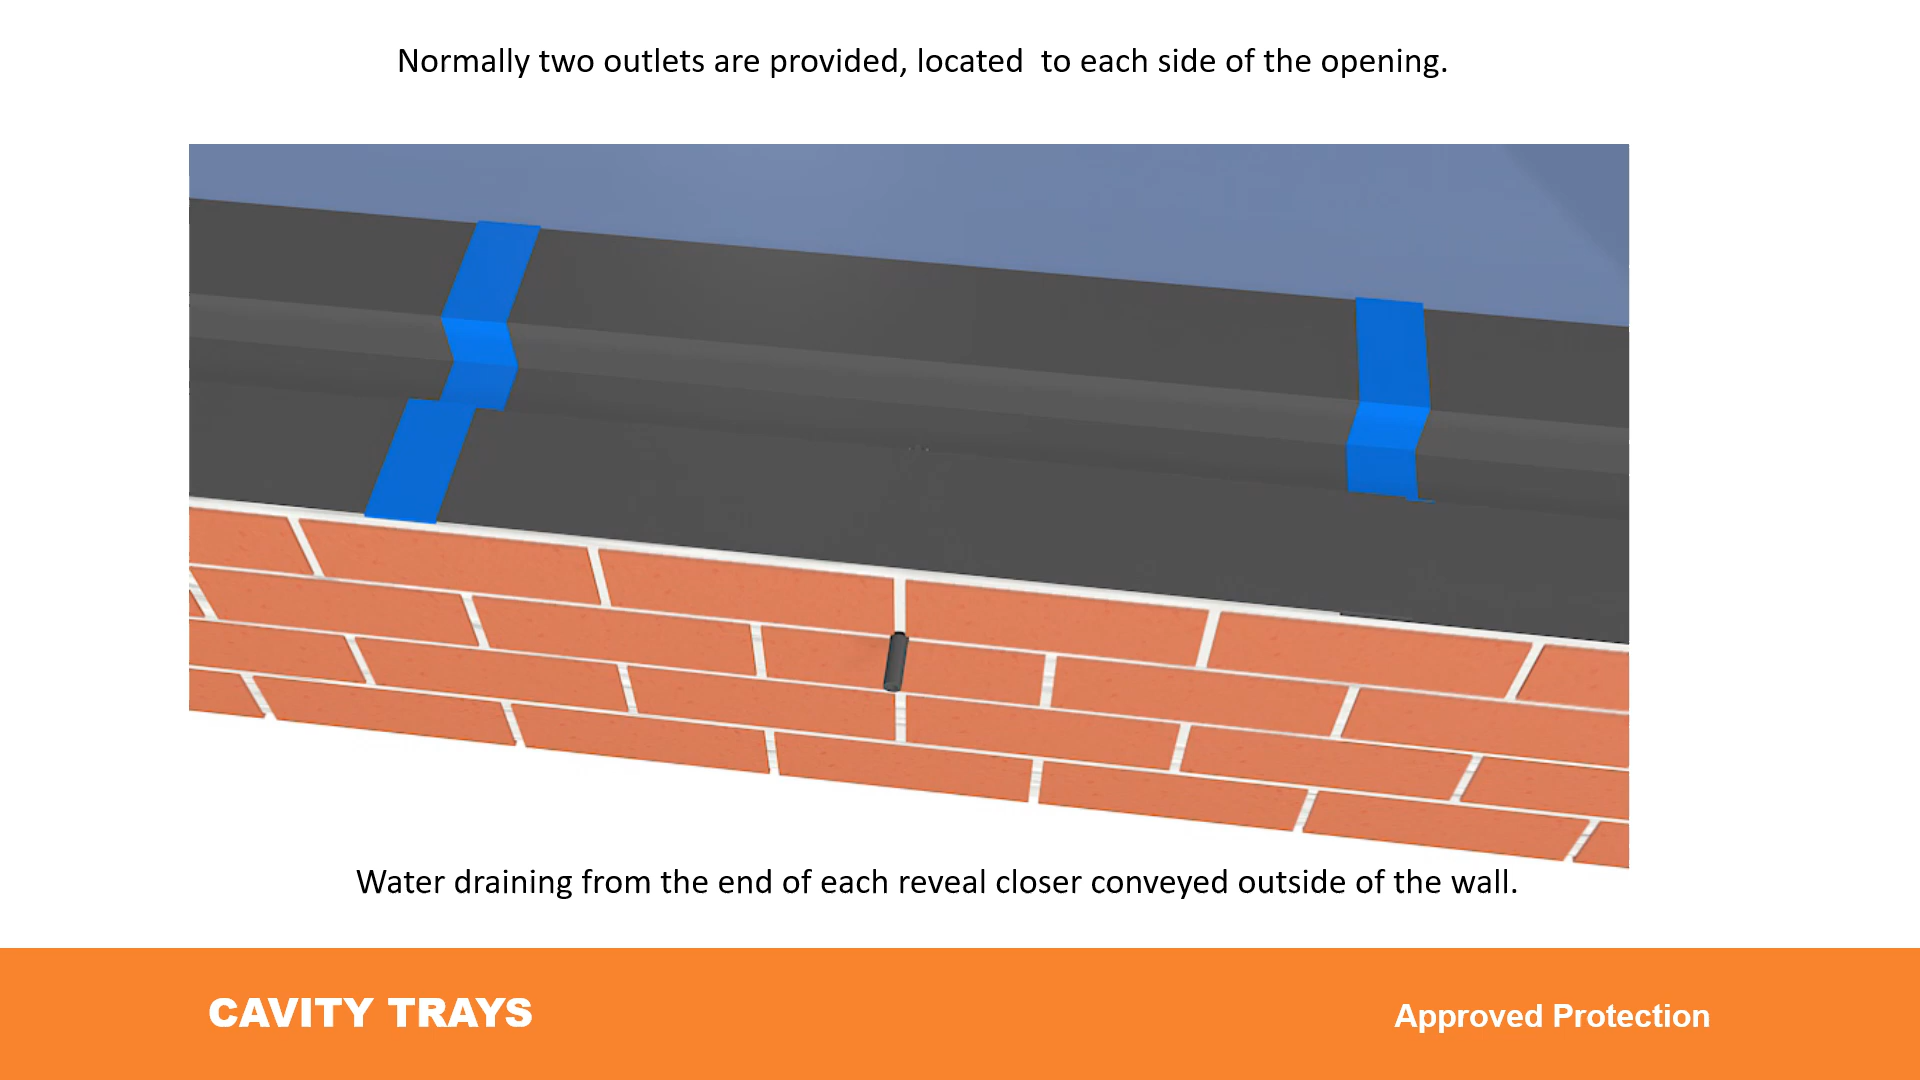 Normally two outlets are provided, located  to each side of the opening.
Water draining from the end of each reveal closer conveyed outside of the wall.
CAVITY TRAYS
Approved Protection